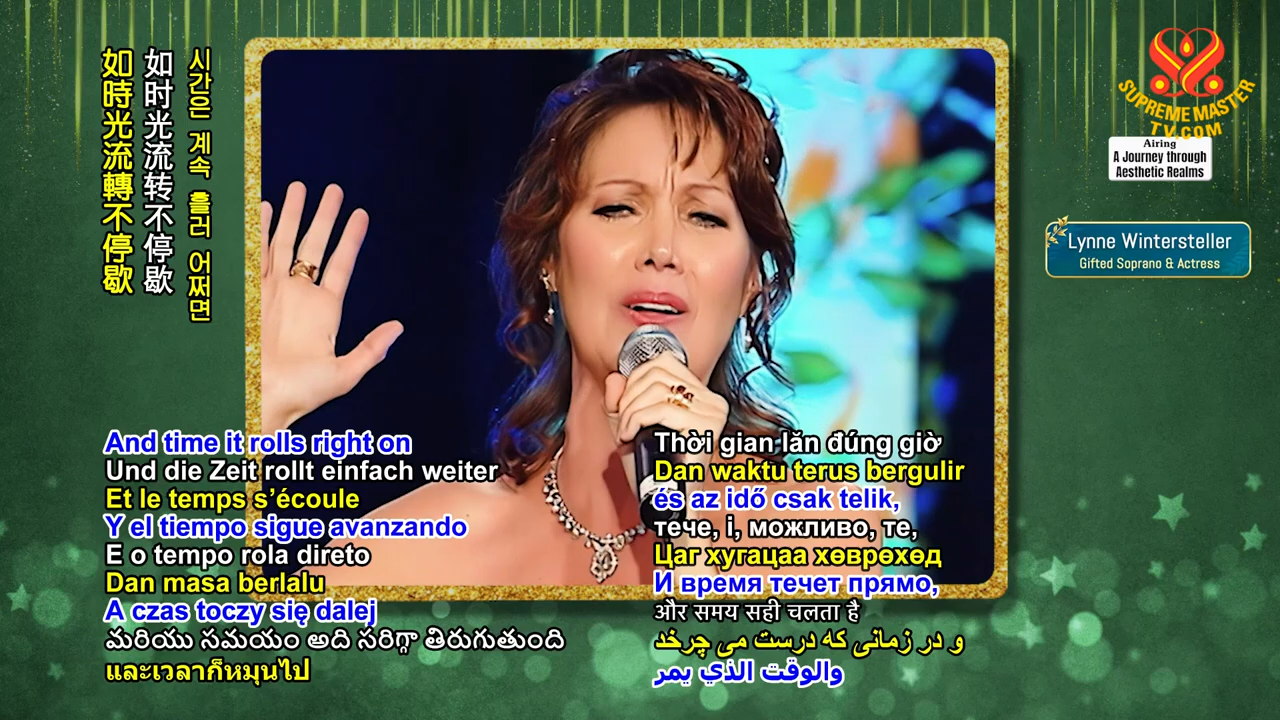 如時光流轉不停歇
如时光流转不停歇
시간은 계속 흘러 어쩌면
SUPREME MASTER
TV.COM
Airing
A Journey through
Aesthetic Realms
Lynne Wintersteller
Gifted Soprano & Actress
And time it rolls right on
Und die Zeit rollt einfach weiter
Et le temps s’écoule
Y el tiempo sigue avanzando
E o tempo rola direto
Dan masa berlalu
A czas toczy się dalej
మరియు సమయం అది సరిగ్గా తిరుగుతుంది
และเวลาก็หมุนไป
Thời gian lăn đúng giờ
Dan waktu terus bergulir
és az idő csak telik,
тече, і, можливо, те,
Цаг хугацаа хөврөхөд
И время течет прямо,
और समय सही चलता है
و در زمانی که درست می چرخد
والوقت الذي يمر